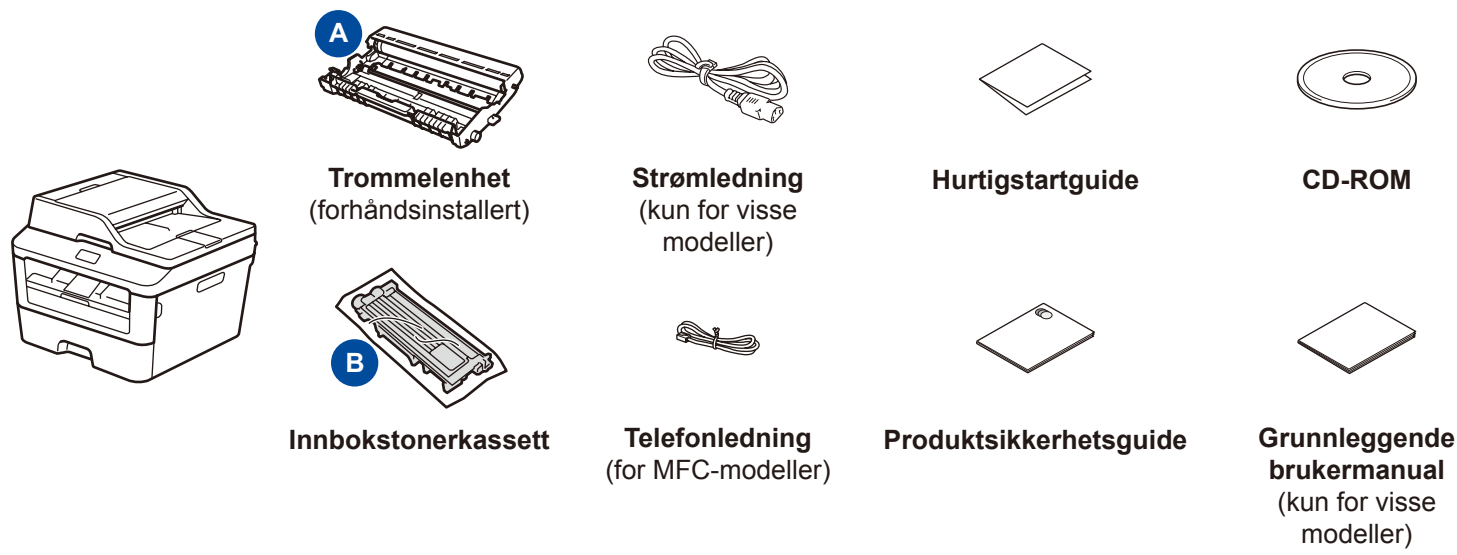 A
Trommelenhet
(forhåndsinstallert)
Strømledning
(kun for visse
modeller)
Hurtigstartguide
CD-ROM
B
Innbokstonerkassett
Telefonledning
(for MFC-modeller)
Produktsikkerhetsguide
Grunnleggende
brukermanual
(kun for visse
modeller)